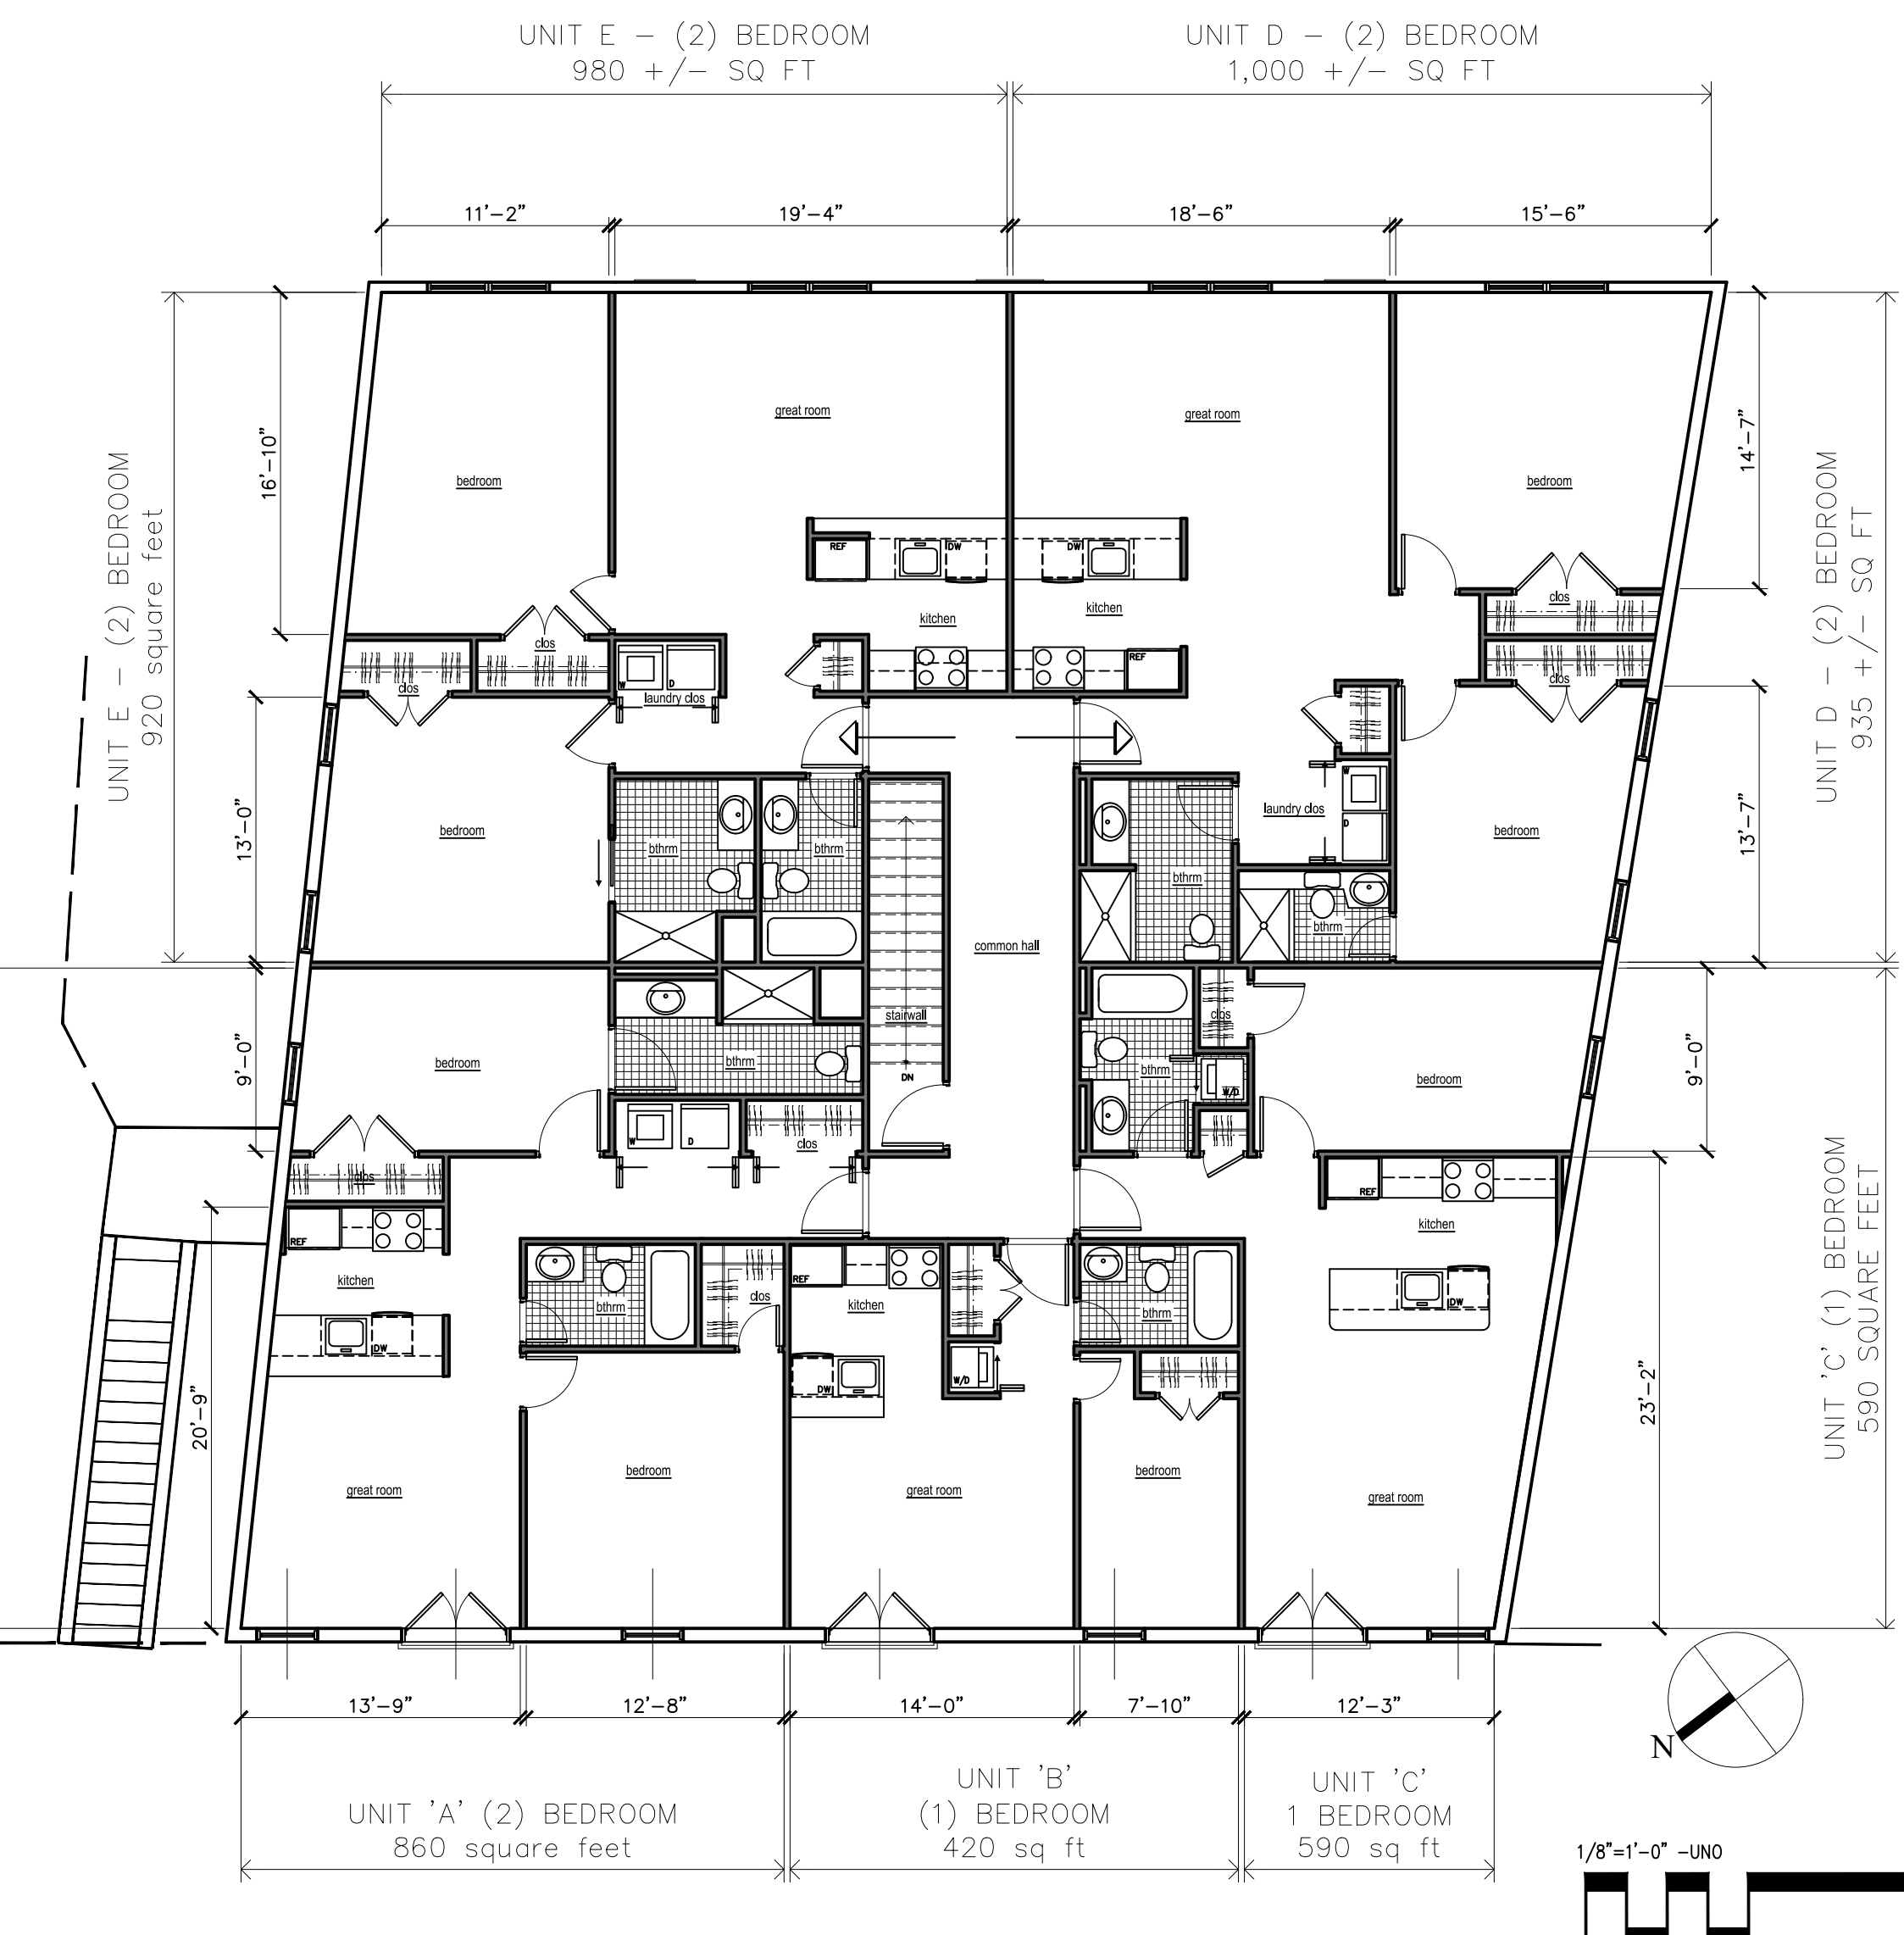 UNIT E – (2) BEDROOM
980 +/– SQ FT
UNIT D – (2) BEDROOM
1,000 +/– SQ FT
11'–2"
19'–4"
18'–6"
15'–6"
UNIT E – (2) BEDROOM
920 square feet
16'–10"
13'–0"
9'–0"
20'–9"
14'–7"
13'–7"
9'–0"
23'–2"
UNIT D – (2) BEDROOM
935 +/– SQ FT
UNIT 'C' (1) BEDROOM
590 SQUARE FEET
great room
great room
bedroom
bedroom
REF
DW
DW
kitchen
kitchen
clos
clos
REF
clos
clos
W
D
laundry clos
W
D
laundry clos
bedroom
bedroom
bthrm
bthrm
bthrm
bthrm
common hall
stairwall
DN
clos
bedroom
bthrm
bthrm
W/D
bedroom
W
D
clos
clos
REF
kitchen
DW
REF
kitchen
DW
bthrm
clos
REF
kitchen
DW
W/D
bthrm
bedroom
bedroom
great room
great room
great room
13'–9"
12'–8"
14'–0"
7'–10"
12'–3"
N
UNIT 'A' (2) BEDROOM
860 square feet
UNIT 'B'
(1) BEDROOM
420 sq ft
UNIT 'C'
1 BEDROOM
590 sq ft
1/8"=1'–0" –UNO